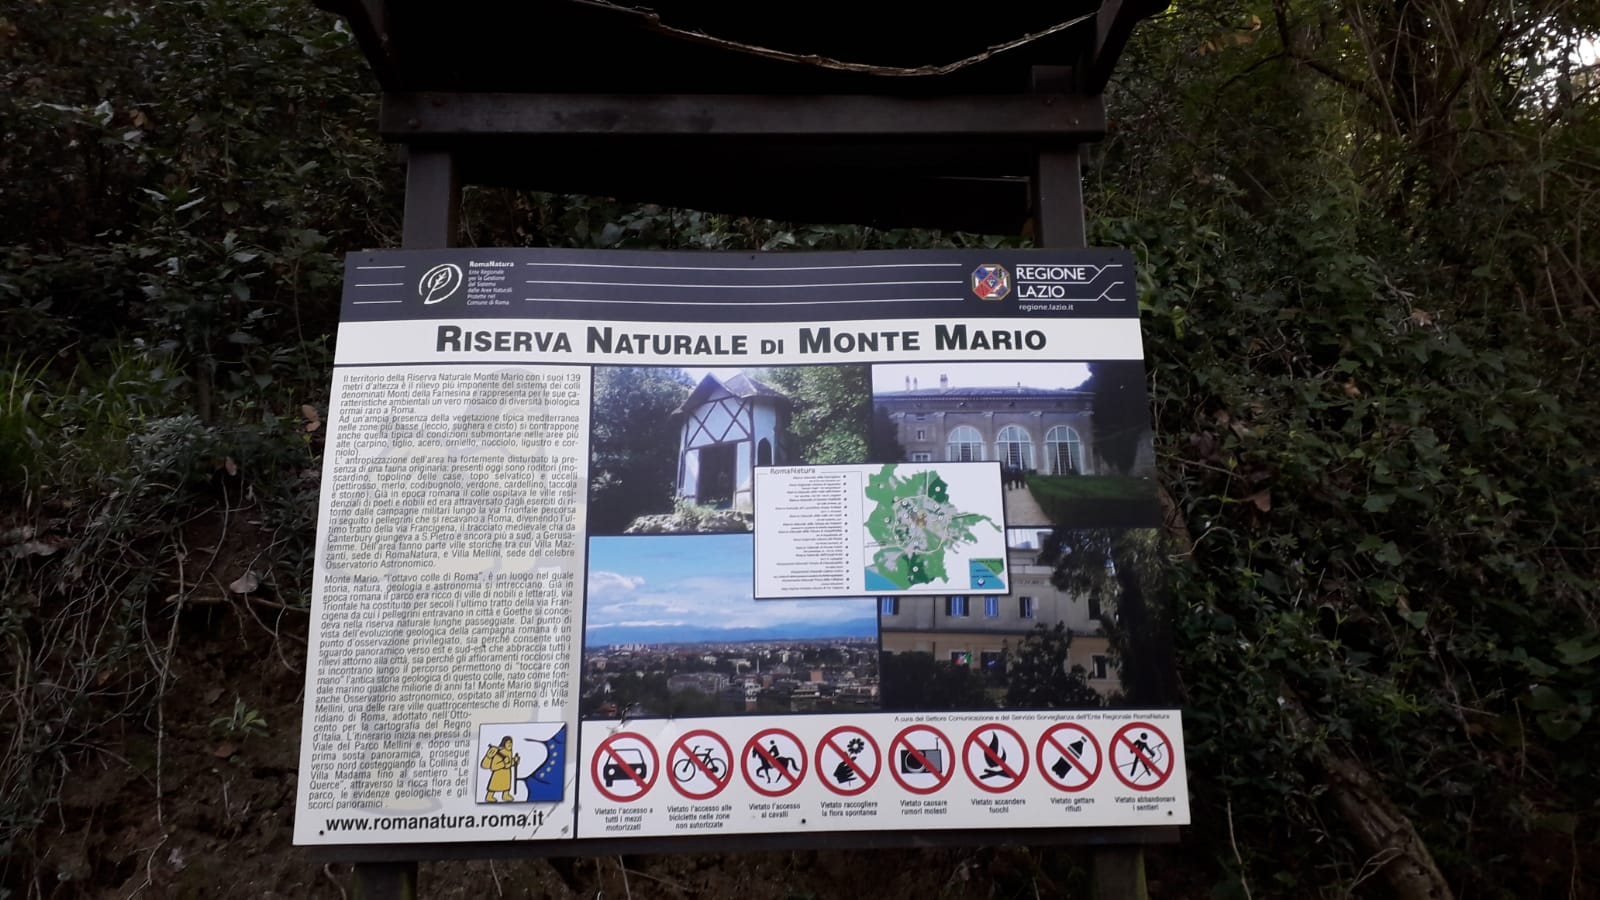 RomaNatura
Ente Regionale
per la Gestione
del Sistema
delle Aree Naturali
Protette nel
Comune di Roma
REGIONE
LAZIO
regione.lazio.it
RISERVA NATURALE DI MONTE MARIO
Il territorio della Riserva Naturale Monte Mario con i suoi 139
metri d'altezza è il rilievo più imponente del sistema dei colli
denominati Monti della Farnesina e rappresenta per le sue ca-
ratteristiche ambientali un vero mosaico di diversità biologica
ormai raro a Roma.
Ad un'ampia presenza della vegetazione tipica mediterranea
nelle zone più basse (leccio, sughera e cisto) si contrappone
anche quella tipica di condizioni submontane nelle aree più
alte (carpino, tiglio, acero, orniello, nocciolo, ligustro e cor-
niolo).
L' antropizzazione dell'area ha fortemente disturbato la pre-
senza di una fauna originaria: presenti oggi sono roditori (mo-
scardino, topolino delle case, topo selvatico) e uccelli
(pettirosso, merlo, codibugnolo, verdone, cardellino, taccola
e storno). Già in epoca romana il colle ospitava le ville resi-
denziali di poeti e nobili ed era attraversato dagli eserciti di ri-
torno dalle campagne militari lungo la via Trionfale percorsa
in seguito i pellegrini che si recavano a Roma, divenendo l'ul-
timo tratto della via Francigena, il tracciato medievale che da
Canterbury giungeva a S.Pietro e ancora più a sud, a Gerusa-
lemme. Dell'area fanno parte ville storiche tra cui Villa Maz-
zanti, sede di RomaNatura, e Villa Mellini, sede del celebre
Osservatorio Astronomico.
Monte Mario, "l'ottavo colle di Roma", è un luogo nel quale
storia, natura, geologia e astronomia si intrecciano. Già in
epoca romana il parco era ricco di ville di nobili e letterati, via
Trionfale ha costituito per secoli l'ultimo tratto della via Fran-
cigena da cui i pellegrini entravano in città e Goethe si conce-
deva nella riserva naturale lunghe passeggiate. Dal punto di
vista dell'evoluzione geologica della campagna romana è un
punto d'osservazione privilegiato, sia perché consente uno
sguardo panoramico verso est e sud-est che abbraccia tutti i
rilievi attorno alla città, sia perché gli affioramenti rocciosi che
si incontrano lungo il percorso permettono di "toccare con
mano" l'antica storia geologica di questo colle, nato come fon-
dale marino qualche milione di anni fa! Monte Mario significa
anche Osservatorio astronomico, ospitato all'interno di Villa
Mellini, una delle rare ville quattrocentesche di Roma, e Me-
ridiano di Roma, adottato nell'Otto-
cento per la cartografia del Regno
d'Italia. L'itinerario inizia nei pressi di
Viale del Parco Mellini e, dopo una
prima sosta panoramica, prosegue
verso nord costeggiando la Collina di
Villa Madama fino al sentiero "Le
Querce", attraverso la ricca flora del
parco, le evidenze geologiche e gli
scorci panoramici.
www.romanatura.roma.it
RomaNatura
A cura del Settore Comunicazione e del Servizio Sorveglianza dell'Ente Regionale RomaNatura
Vietato l'accesso a
tutti i mezzi
motorizzati
Vietato l'accesso alle
biciclette nelle zone
non autorizzate
Vietato l'accesso
ai cavalli
Vietato raccogliere
la flora spontanea
Vietato causare
rumori molesti
Vietato accendere
fuochi
Vietato gettare
rifiuti
Vietato abbandonare
i sentieri